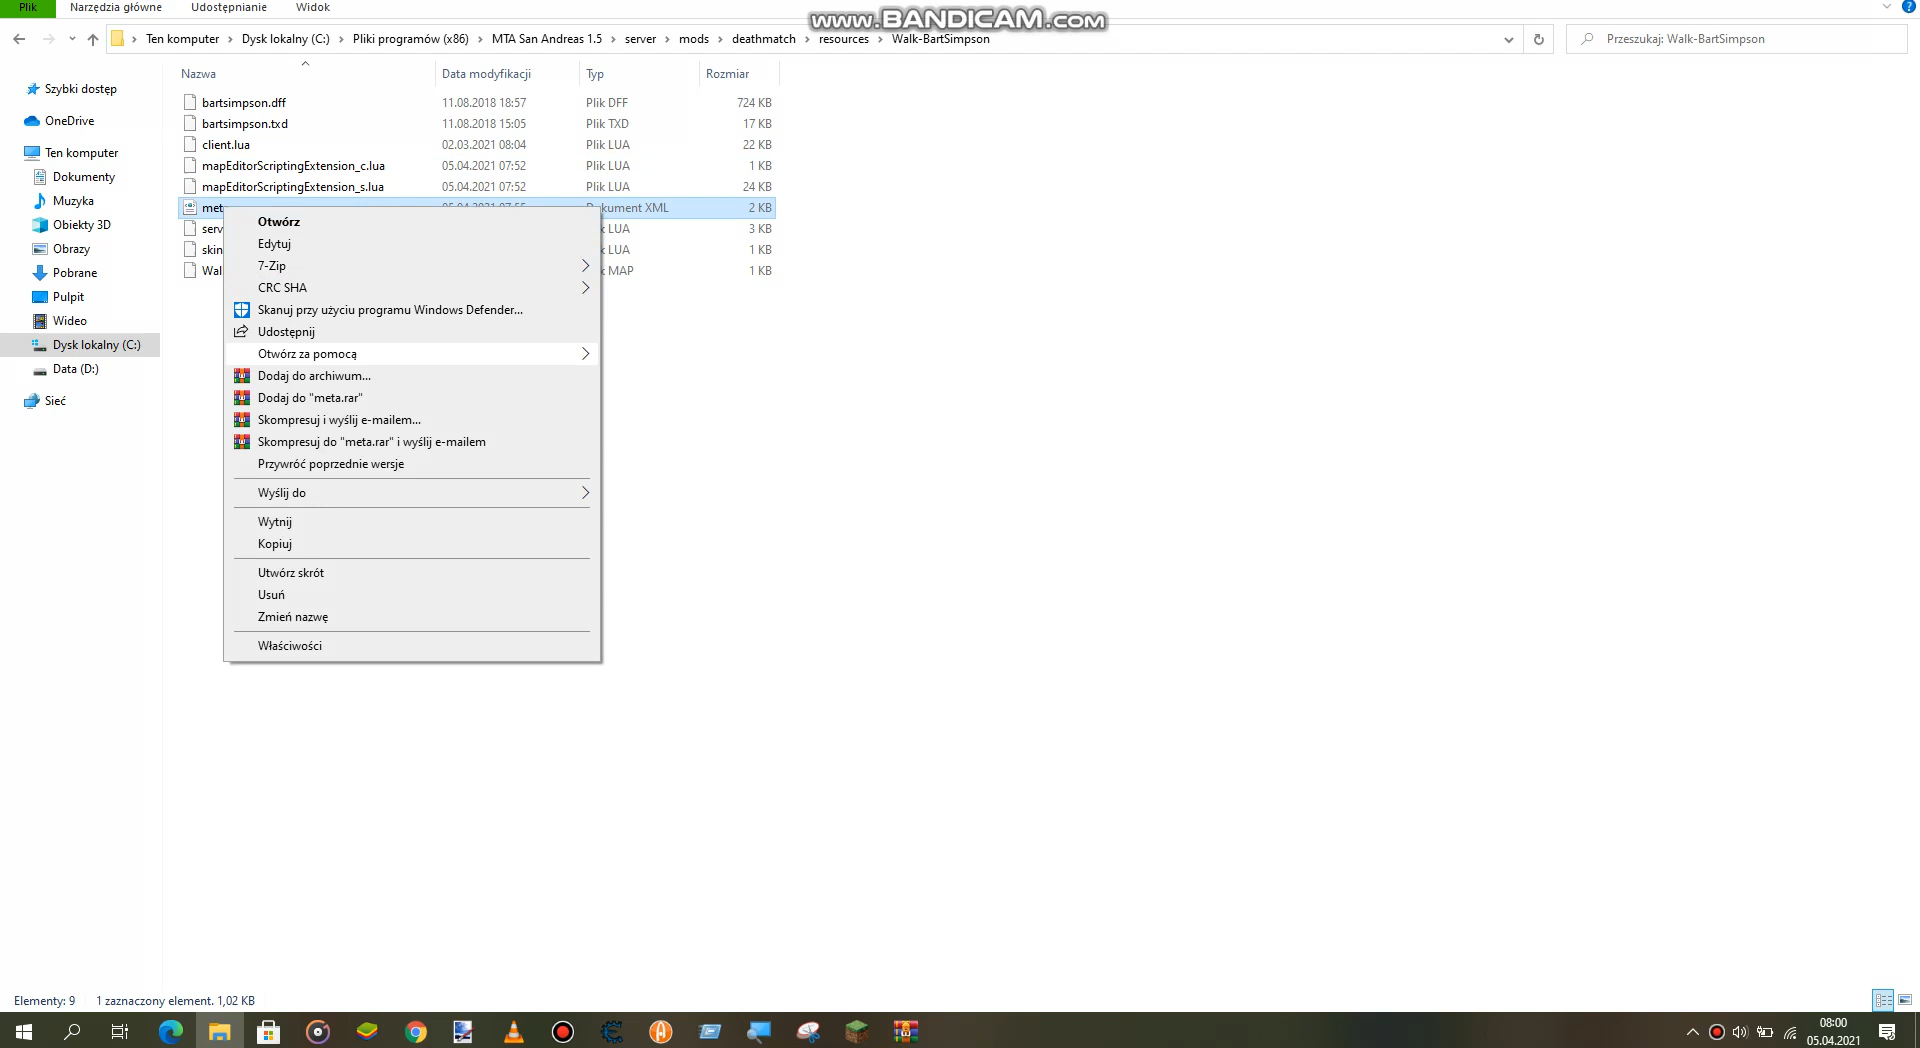 Plik Narzędzia główne Udostępnianie Widok
www.BANDICAM.com
Ten komputer Dysk lokalny (C:) Pliki programów (x86) MTA San Andreas 1.5 server mods deathmatch resources Walk-BartSimpson
Przeszukaj: Walk-BartSimpson
Nazwa Data modyfikacji Typ Rozmiar
Szybki dostęp
OneDrive
Ten komputer
Dokumenty
Muzyka
Obiekty 3D
Obrazy
Pobrane
Pulpit
Wideo
Dysk lokalny (C:)
Data (D:)
Sieć
bartsimpson.dff 11.08.2018 18:57 Plik DFF 724 KB
bartsimpson.txd 11.08.2018 15:05 Plik TXD 17 KB
client.lua 02.03.2021 08:04 Plik LUA 22 KB
mapEditorScriptingExtension_c.lua 05.04.2021 07:52 Plik LUA 1 KB
mapEditorScriptingExtension_s.lua 05.04.2021 07:52 Plik LUA 24 KB
met kument XML 2 KB
serv k LUA 3 KB
skin k LUA 1 KB
Wal k MAP 1 KB
Otwórz
Edytuj
7-Zip
CRC SHA
Skanuj przy użyciu programu Windows Defender...
Udostępnij
Otwórz za pomocą
Dodaj do archiwum...
Dodaj do "meta.rar"
Skompresuj i wyślij e-mailem...
Skompresuj do "meta.rar" i wyślij e-mailem
Przywróć poprzednie wersje
Wyślij do
Wytnij
Kopiuj
Utwórz skrót
Usuń
Zmień nazwę
Właściwości
Elementy: 9 1 zaznaczony element. 1,02 KB
08:00
05.04.2021